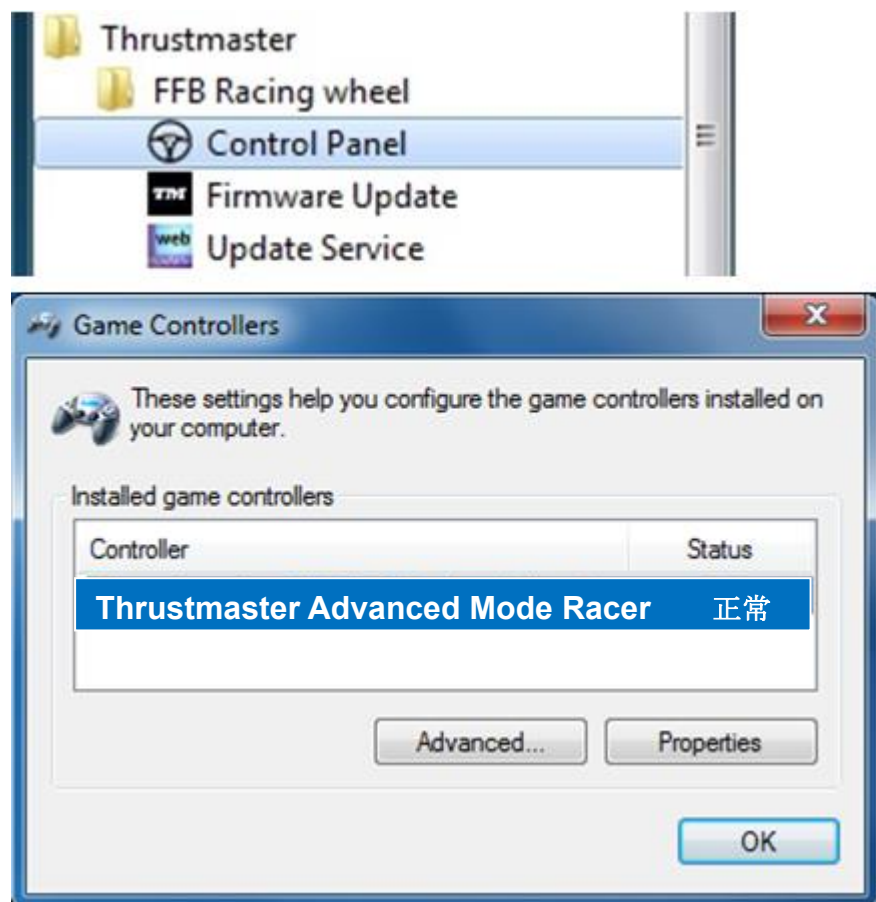 Thrustmaster
FFB Racing wheel
Control Panel
TM Firmware Update
web Update Service
Game Controllers
These settings help you configure the game controllers installed on
your computer.
Installed game controllers
Controller Status
Thrustmaster Advanced Mode Racer 正常
Advanced... Properties
OK